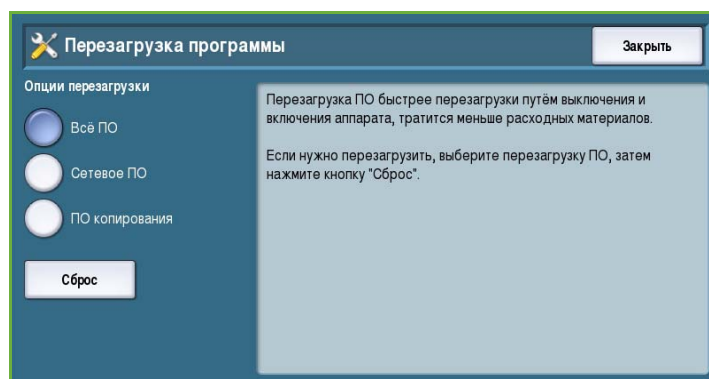 Перезагрузка программы
Закрыть
Опции перезагрузки
Всё ПО
Сетевое ПО
ПО копирования
Сброс
Перезагрузка ПО быстрее перезагрузки путём выключения и
включения аппарата, тратится меньше расходных материалов.
Если нужно перезагрузить, выберите перезагрузку ПО, затем
нажмите кнопку "Сброс".